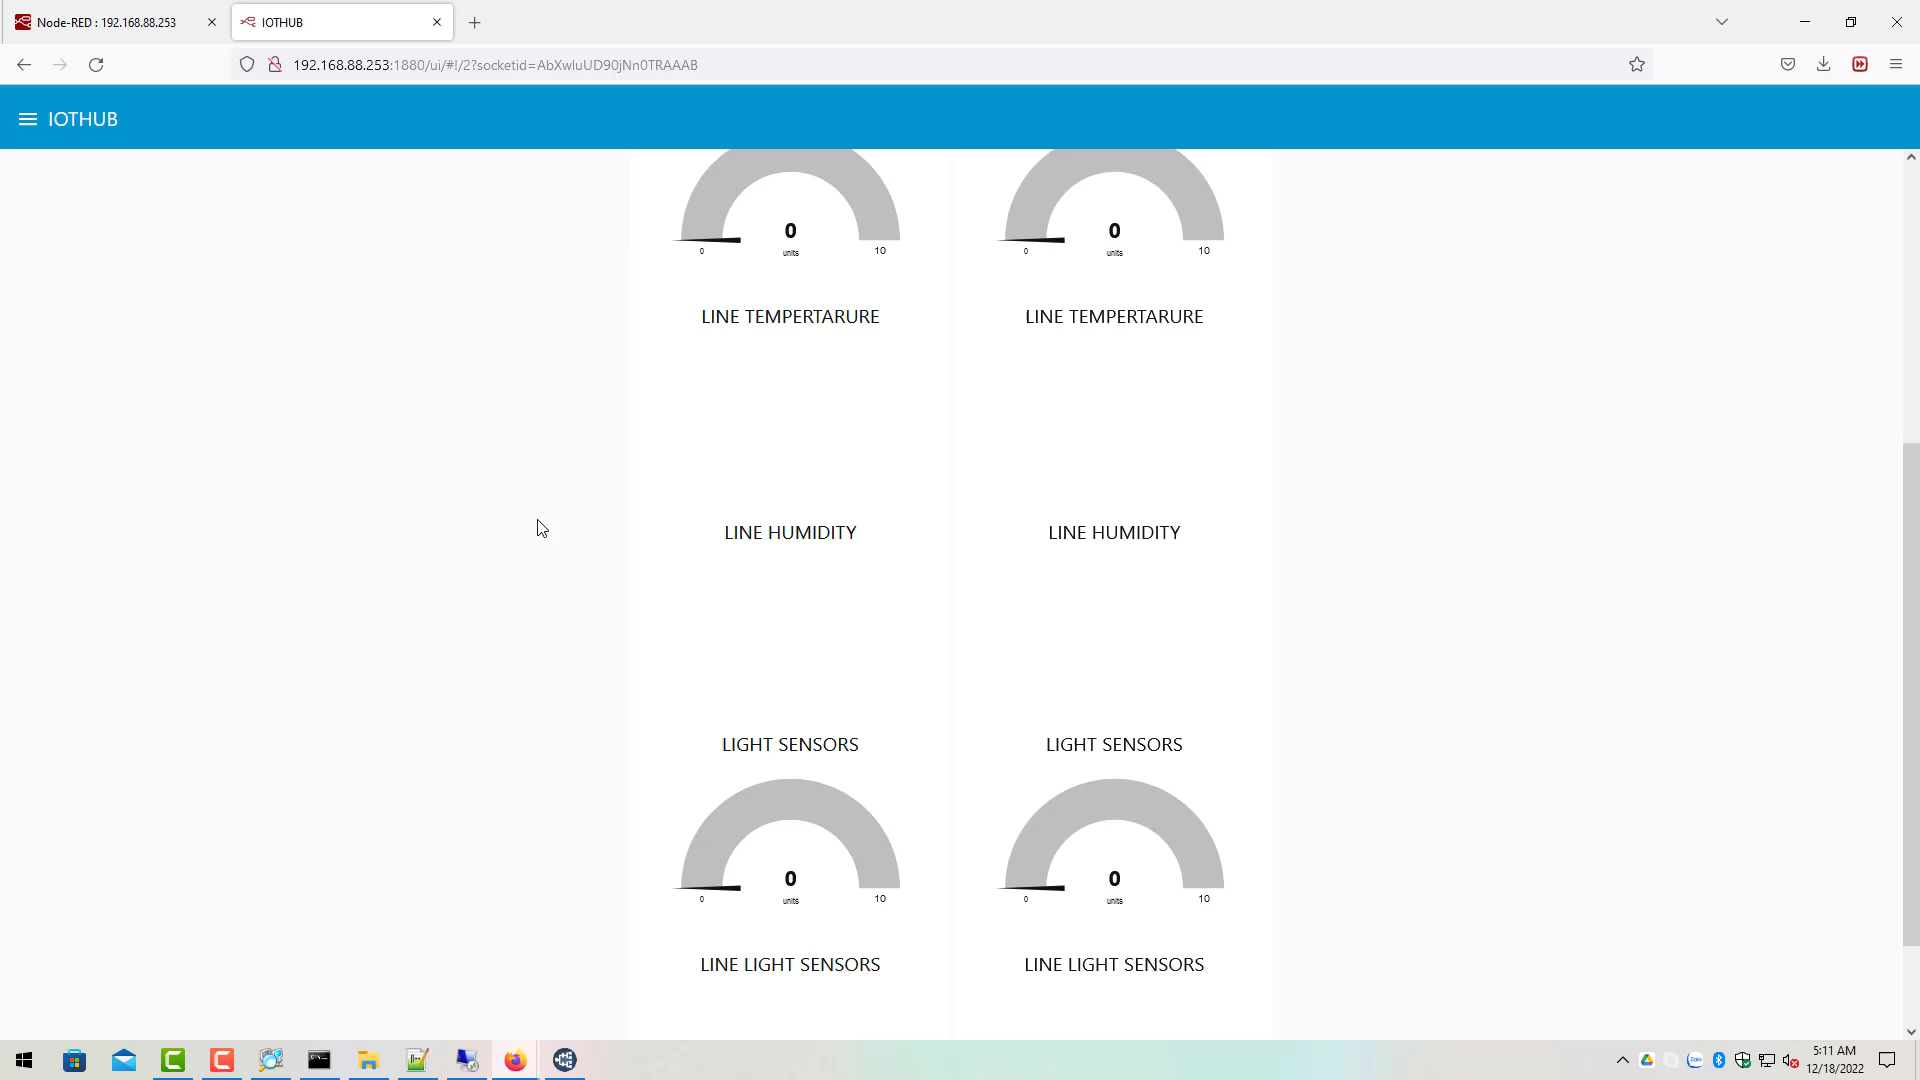 Node-RED : 192.168.88.253
IOTHUB
192.168.88.253:1880/ui/#!/2?socketid=AbXwIuUD90jNn0TRAAAB
IOTHUB
0 0
units units
0 10 0 10
LINE TEMPERTARURE LINE TEMPERTARURE
LINE HUMIDITY LINE HUMIDITY
LIGHT SENSORS LIGHT SENSORS
0 0
units units
0 10 0 10
LINE LIGHT SENSORS LINE LIGHT SENSORS
5:11 AM
12/18/2022